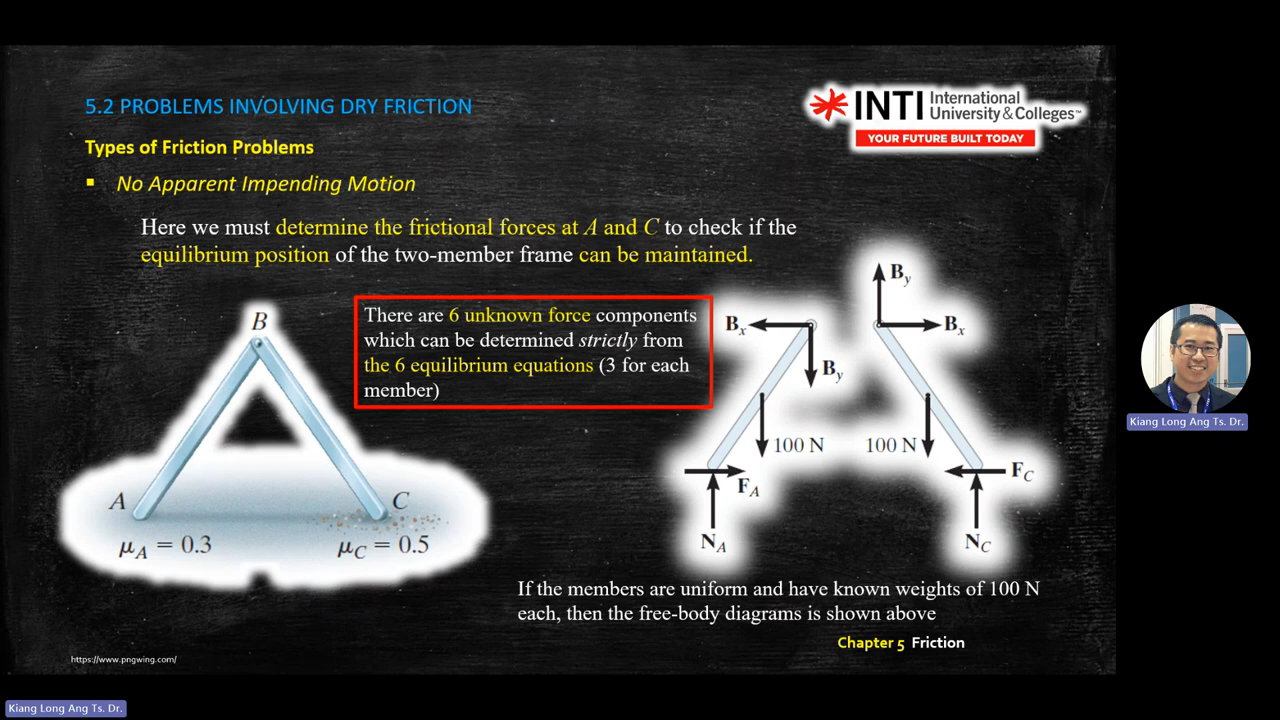 5.2 PROBLEMS INVOLVING DRY FRICTION
INTI International
University & Colleges™
YOUR FUTURE BUILT TODAY
Types of Friction Problems
▪ No Apparent Impending Motion
Here we must determine the frictional forces at A and C to check if the
equilibrium position of the two-member frame can be maintained.
There are 6 unknown force components
which can be determined strictly from
the 6 equilibrium equations (3 for each
member)
B
A
C
μA = 0.3
μC = 0.5
Bx
By
100 N
FA
NA
By
Bx
100 N
FC
NC
If the members are uniform and have known weights of 100 N
each, then the free-body diagrams is shown above
Chapter 5 Friction
https://www.pngwing.com/
Kiang Long Ang Ts. Dr.
Kiang Long Ang Ts. Dr.